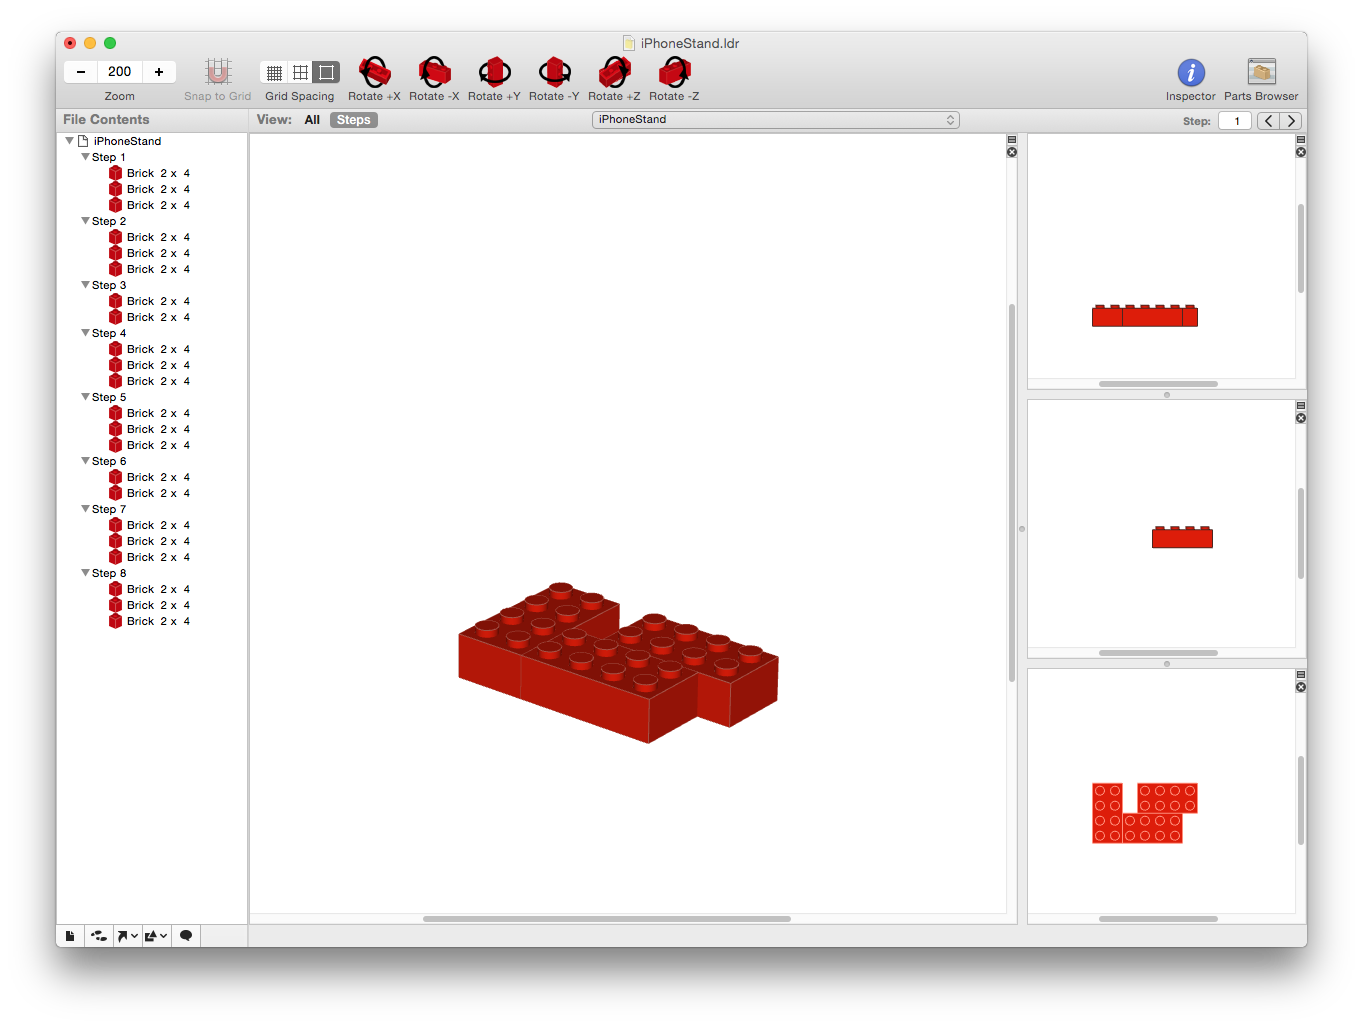 iPhoneStand.ldr
− 200 +
Zoom
Snap to Grid
Grid Spacing
Rotate +X
Rotate -X
Rotate +Y
Rotate -Y
Rotate +Z
Rotate -Z
Inspector
Parts Browser
File Contents
View: All Steps
iPhoneStand
Step: 1
iPhoneStand
Step 1
Brick 2 x 4
Brick 2 x 4
Brick 2 x 4
Step 2
Brick 2 x 4
Brick 2 x 4
Brick 2 x 4
Step 3
Brick 2 x 4
Brick 2 x 4
Step 4
Brick 2 x 4
Brick 2 x 4
Brick 2 x 4
Step 5
Brick 2 x 4
Brick 2 x 4
Brick 2 x 4
Step 6
Brick 2 x 4
Brick 2 x 4
Step 7
Brick 2 x 4
Brick 2 x 4
Brick 2 x 4
Step 8
Brick 2 x 4
Brick 2 x 4
Brick 2 x 4